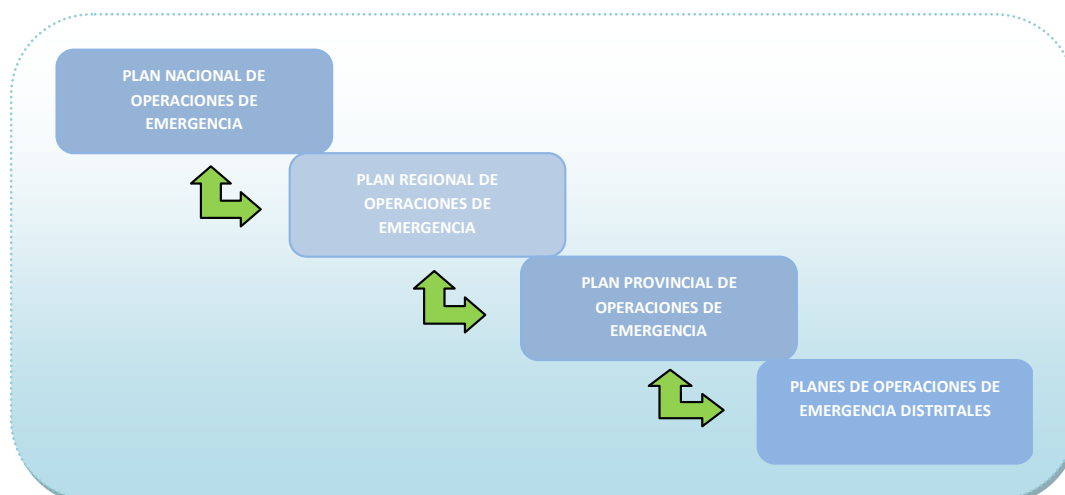 PLAN NACIONAL DE
OPERACIONES DE
EMERGENCIA
PLAN REGIONAL DE
OPERACIONES DE
EMERGENCIA
PLAN PROVINCIAL DE
OPERACIONES DE
EMERGENCIA
PLANES DE OPERACIONES DE
EMERGENCIA DISTRITALES